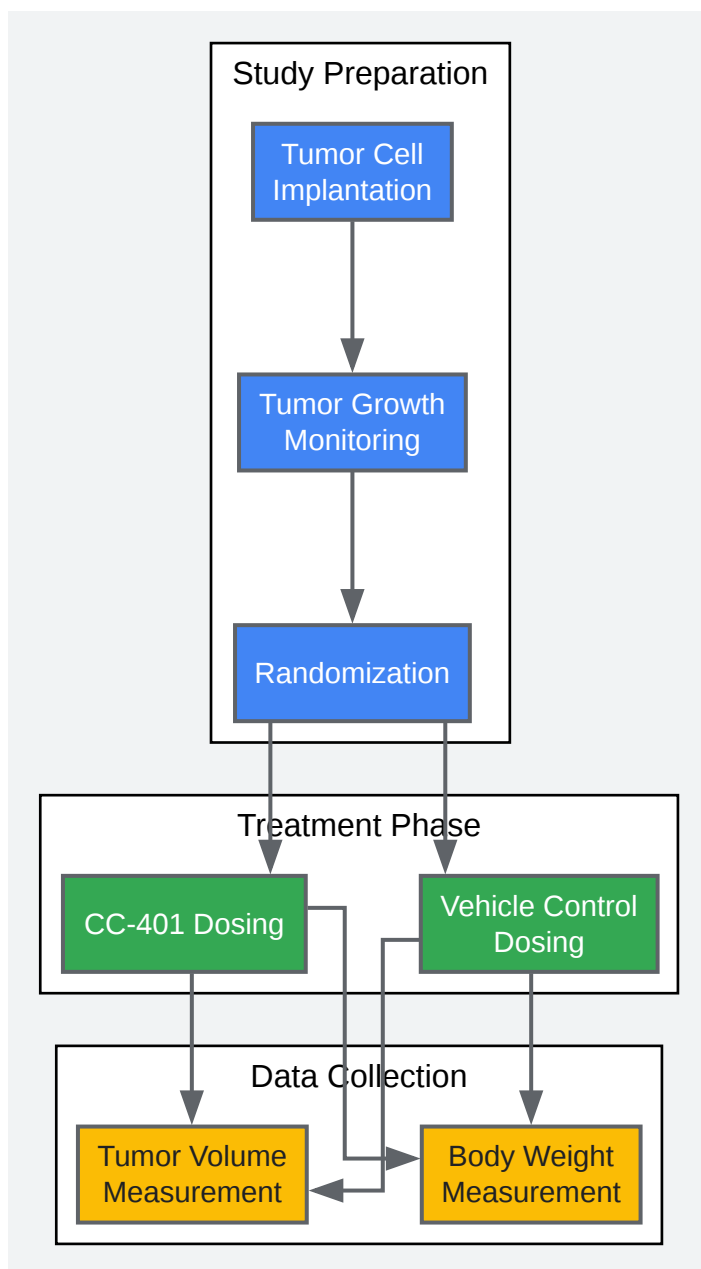 Study Preparation
Tumor Cell
Implantation
Tumor Growth
Monitoring
Randomization
Treatment Phase
CC-401 Dosing
Vehicle Control
Dosing
Data Collection
Tumor Volume
Measurement
Body Weight
Measurement